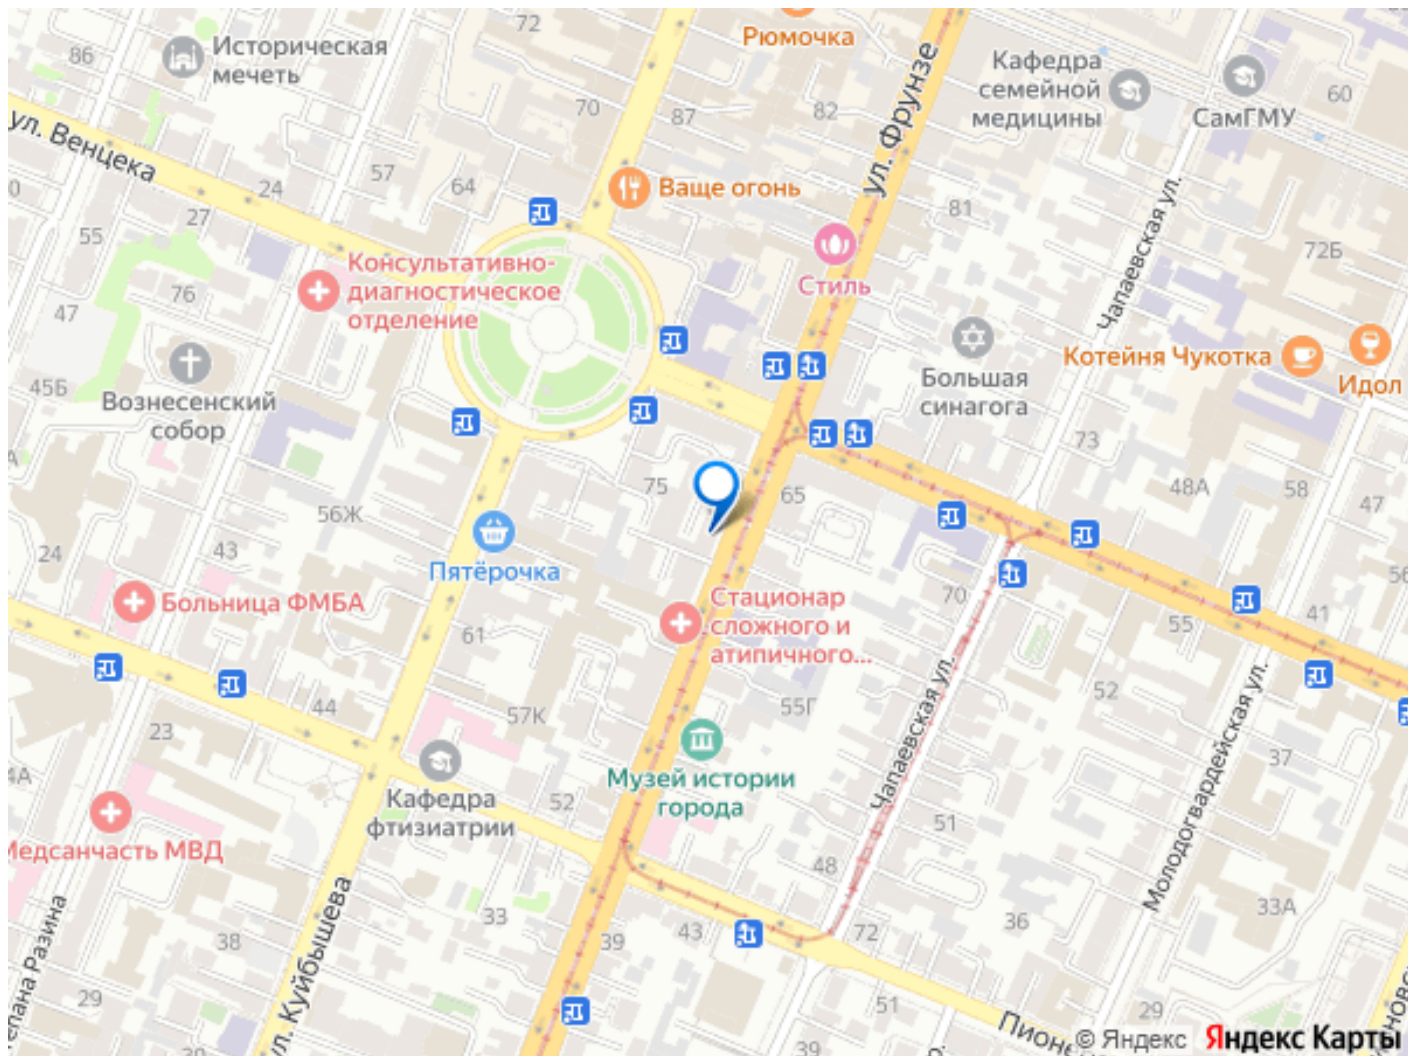 72
Рюмочка
ул. Фрунзе
86
Историческая
мечеть
Кафедра
семейной
медицины
СамГМУ
60
70
87
82
ул. Венцека
57
64
24
27
Ваще огонь
81
Чапаевская ул.
55
72Б
Консультативно-
диагностическое
отделение
76
47
Стиль
Большая
синагога
Котейня Чукотка
Идол
45Б
Вознесенский
собор
73
75
65
48А
58
47
56Ж
24
43
Пятёрочка
Больница ФМБА
61
Стационар
сложного и
атипичного...
70
55
41
52
44
23
57К
55Г
Чапаевская ул.
Молодогвардейская ул.
37
4А
Кафедра
фтизиатрии
Музей истории
города
52
51
Медсанчасть МВД
48
33
36
33А
38
39
43
72
ул. Куйбышева
29
51
29
39
© Яндекс
Яндекс Карты